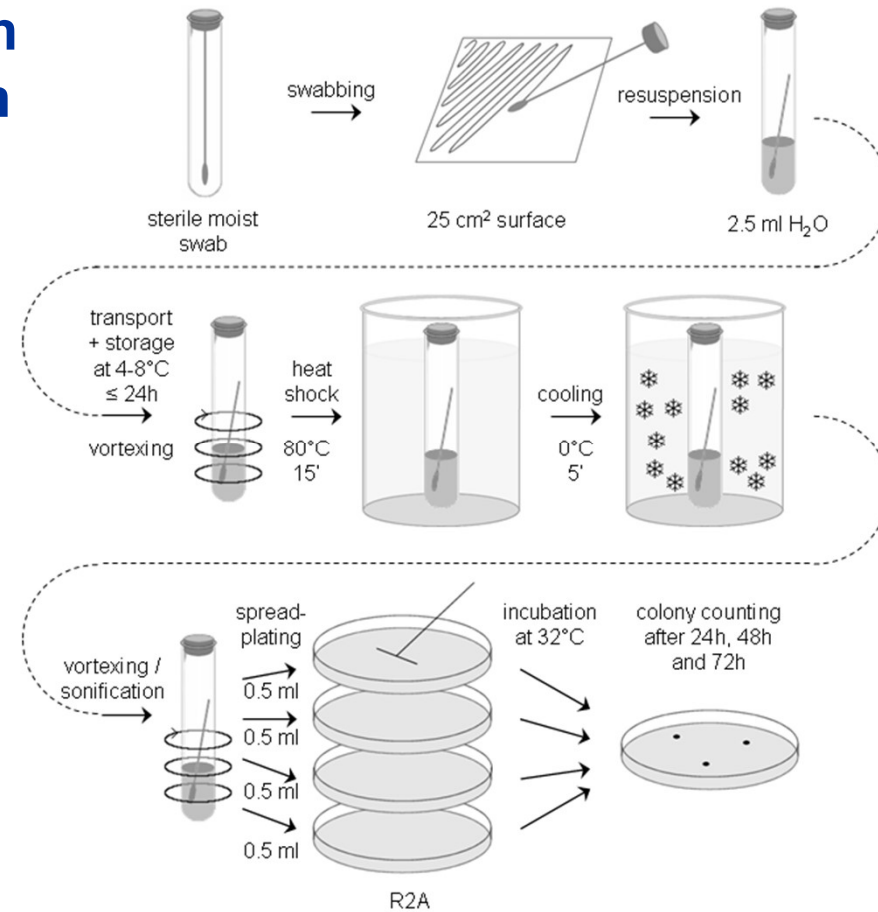 n
n
swabbing
resuspension
sterile moist
swab
25 cm² surface
2.5 ml H₂O
transport
+ storage
at 4-8°C
≤ 24h
vortexing
heat
shock
80°C
15'
cooling
0°C
5'
vortexing /
sonification
spread-
plating
0.5 ml
0.5 ml
0.5 ml
0.5 ml
R2A
incubation
at 32°C
colony counting
after 24h, 48h
and 72h